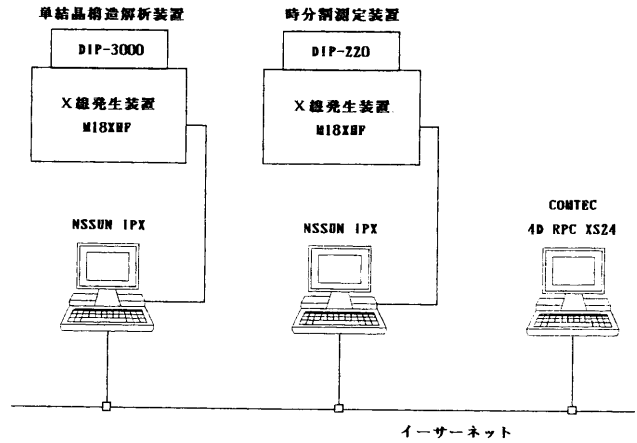 単結晶構造解析装置
DIP-3000
X線発生装置
M18XHF
時分割測定装置
DIP-220
X線発生装置
M18XHF
NSSUN IPX
NSSUN IPX
COMTEC
4D RPC XS24
イーサーネット